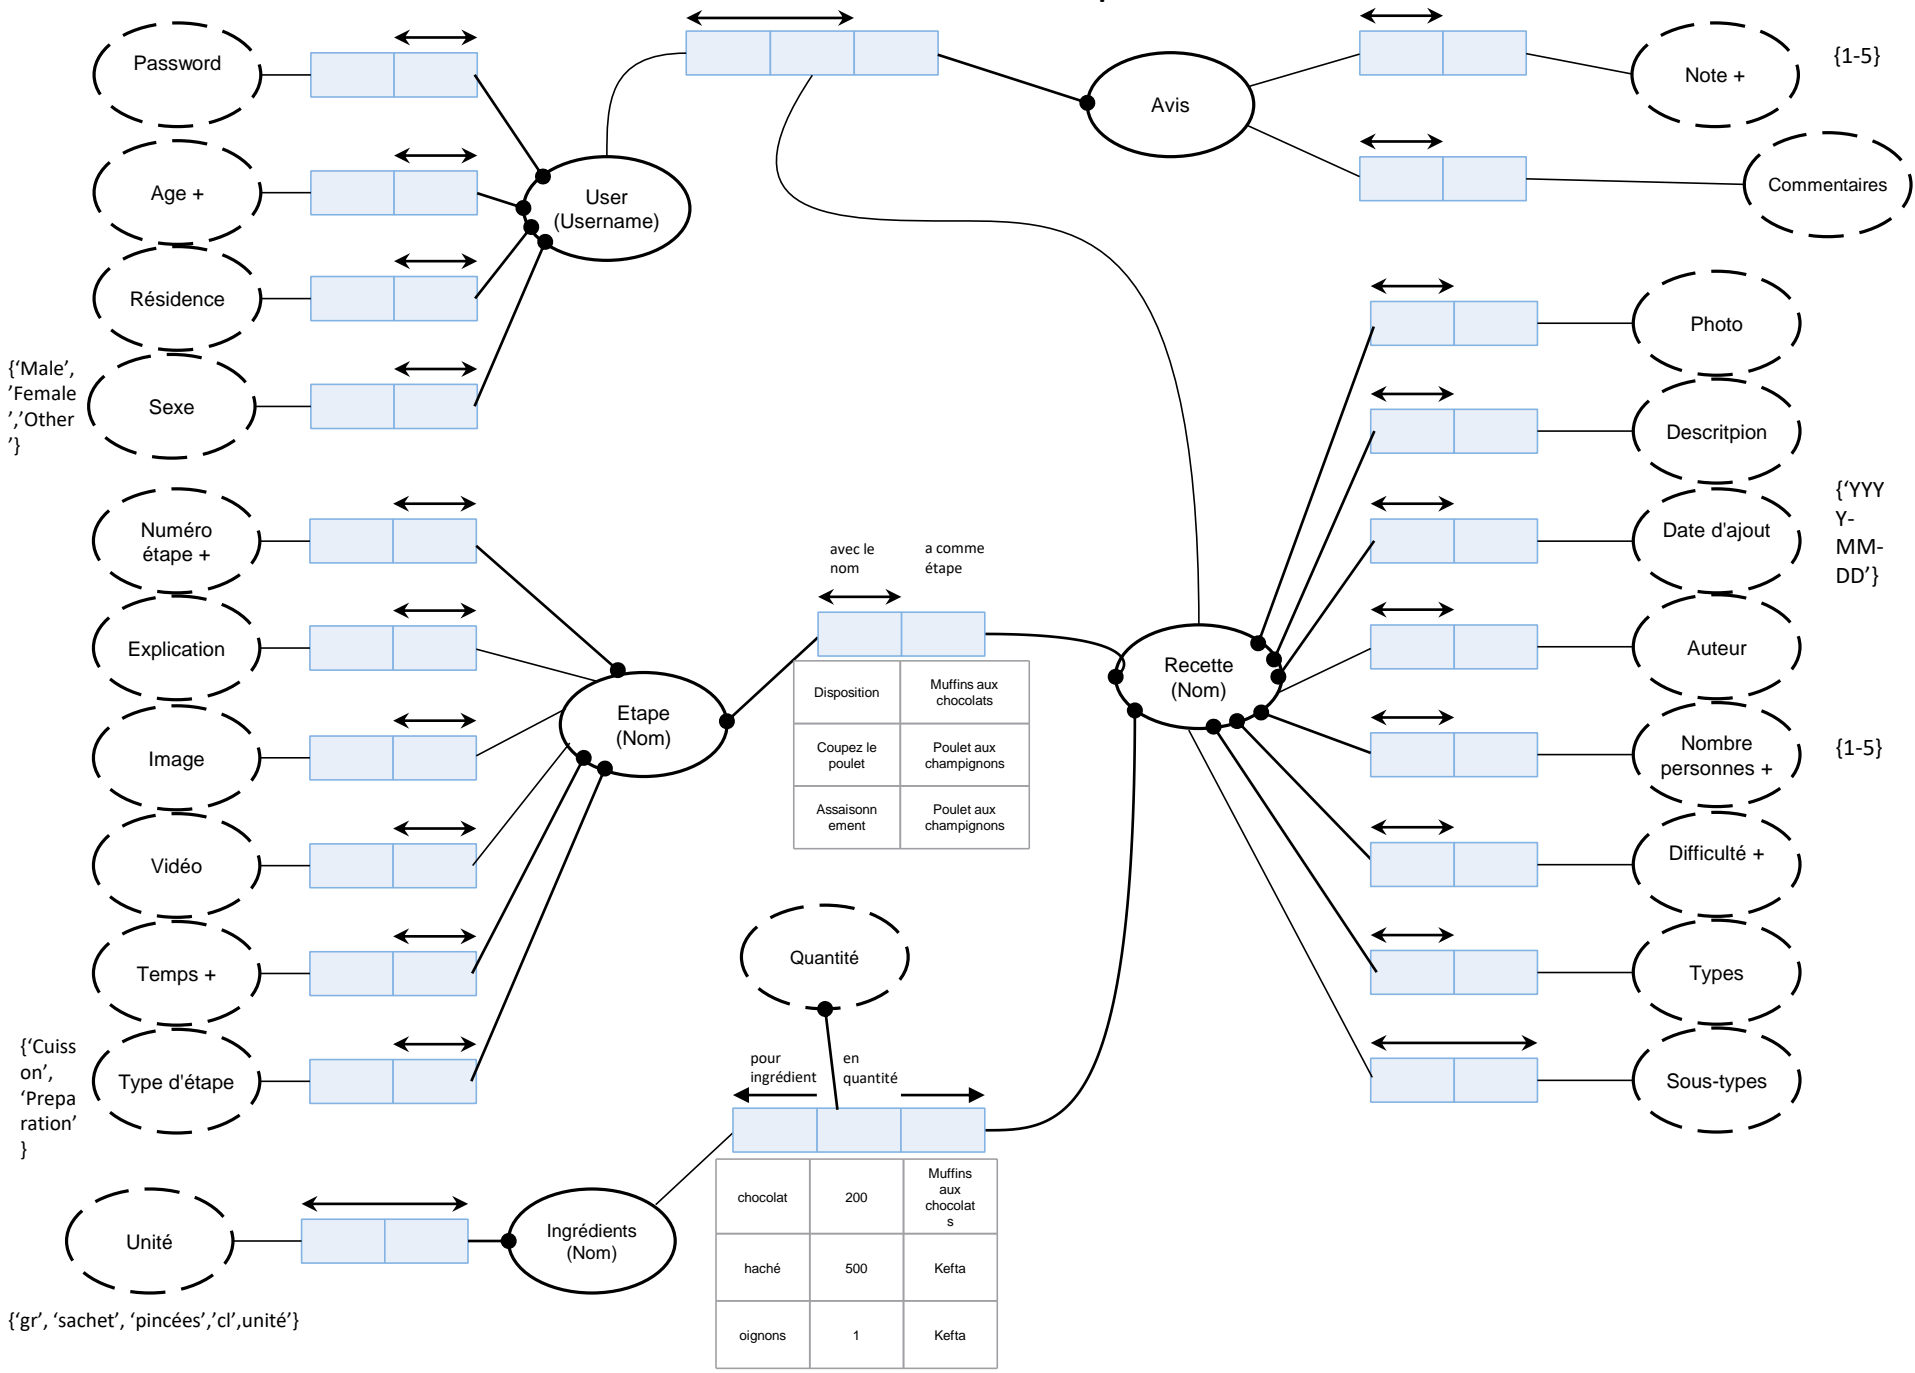 Password
{1-5}
Note +
Avis
Age +
User
(Username)
Commentaires
Résidence
Photo
{‘Male’,
’Female
’,’Other
’}
Sexe
Descritpion
{‘YYY
Y-
MM-
DD’}
Numéro
étape +
Date d'ajout
avec le
nom
a comme
étape
Explication
Auteur
Recette
(Nom)
Disposition
Muffins aux
chocolats
Etape
(Nom)
Image
Coupez le
poulet
Poulet aux
champignons
Nombre
personnes +
{1-5}
Assaisonn
ement
Poulet aux
champignons
Vidéo
Difficulté +
Quantité
Temps +
Types
{‘Cuiss
on’,
‘Prepa
ration’
}
Type d'étape
pour
ingrédient
en
quantité
Sous-types
chocolat
200
Muffins
aux
chocolat
s
Unité
Ingrédients
(Nom)
haché
500
Kefta
{‘gr’, ‘sachet’, ‘pincées’,’cl’,unité’}
oignons
1
Kefta